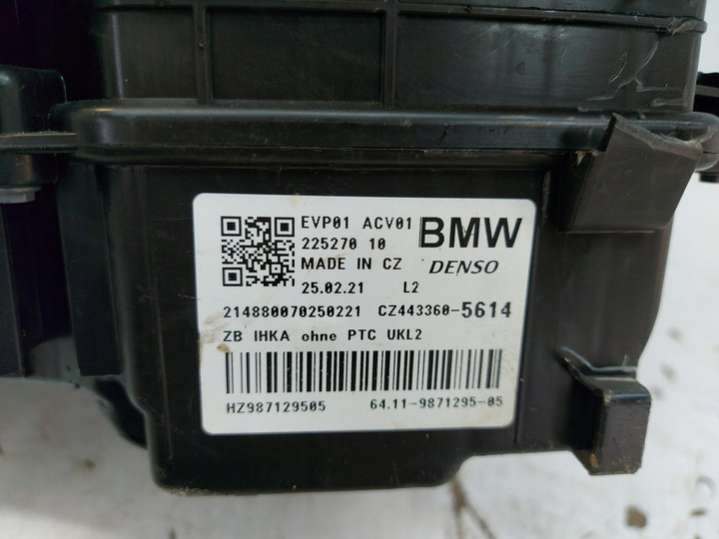 EVP01 ACV01 BMW
225270 10
MADE IN CZ DENSO
25.02.21 L2
214880070250221 CZ443360-5614
ZB IHKA ohne PTC UKL2
HZ987129505 64.11-9871295-05